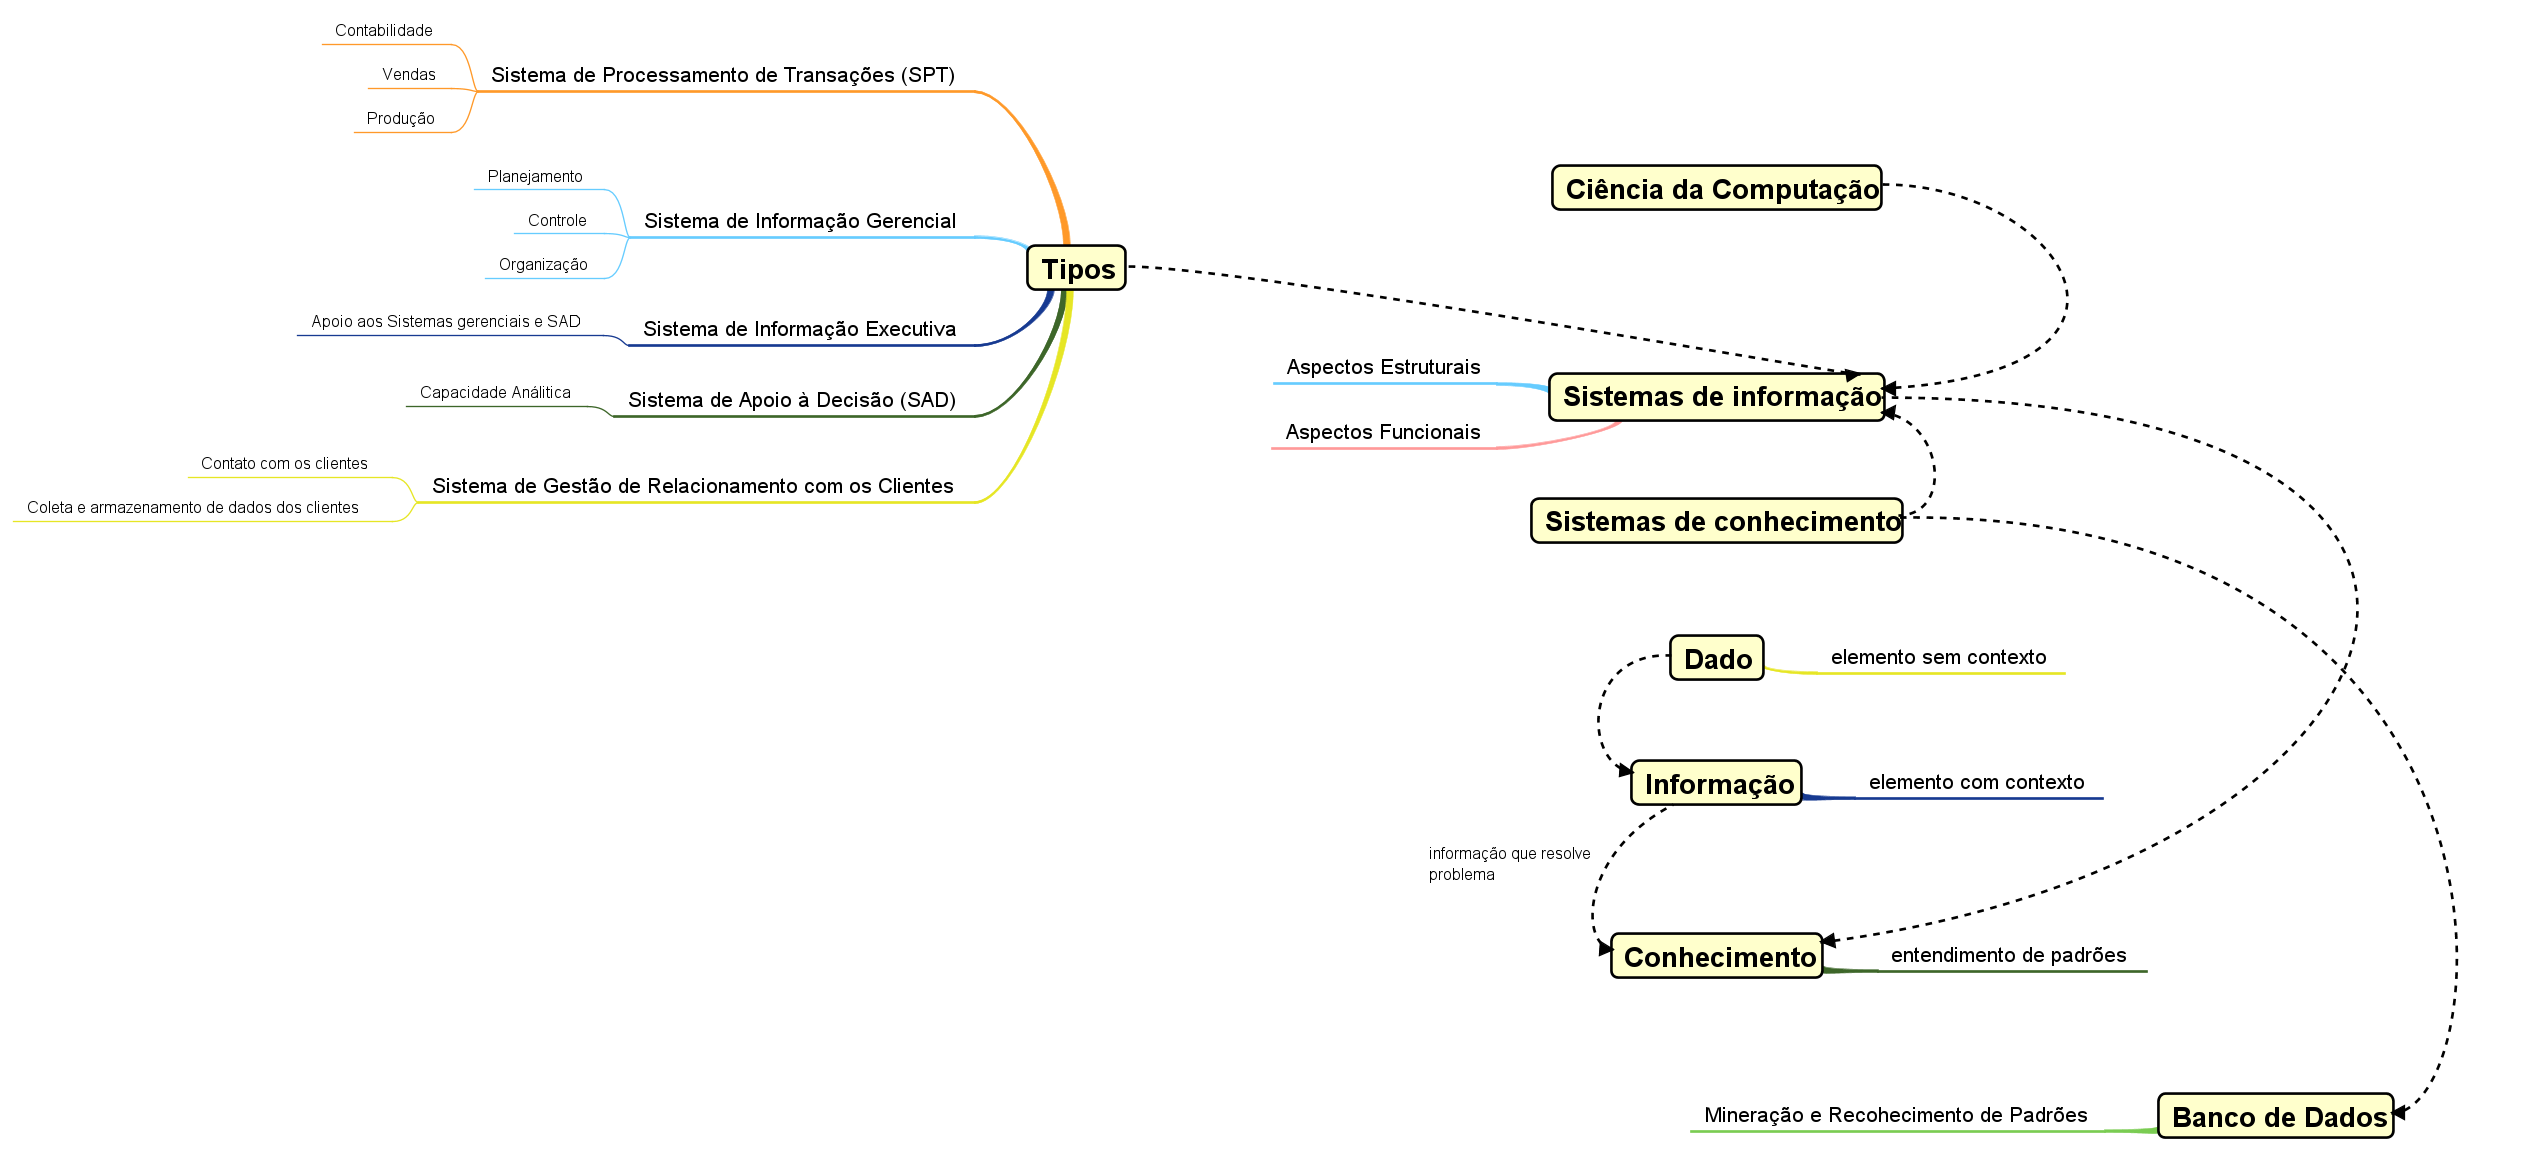 Contabilidade
Vendas
Produção
Sistema de Processamento de Transações (SPT)
Planejamento
Controle
Organização
Sistema de Informação Gerencial
Apoio aos Sistemas gerenciais e SAD
Sistema de Informação Executiva
Capacidade Análitica
Sistema de Apoio à Decisão (SAD)
Contato com os clientes
Coleta e armazenamento de dados dos clientes
Sistema de Gestão de Relacionamento com os Clientes
Tipos
Ciência da Computação
Aspectos Estruturais
Aspectos Funcionais
Sistemas de informação
Sistemas de conhecimento
Dado
elemento sem contexto
Informação
elemento com contexto
informação que resolve
problema
Conhecimento
entendimento de padrões
Mineração e Recohecimento de Padrões
Banco de Dados